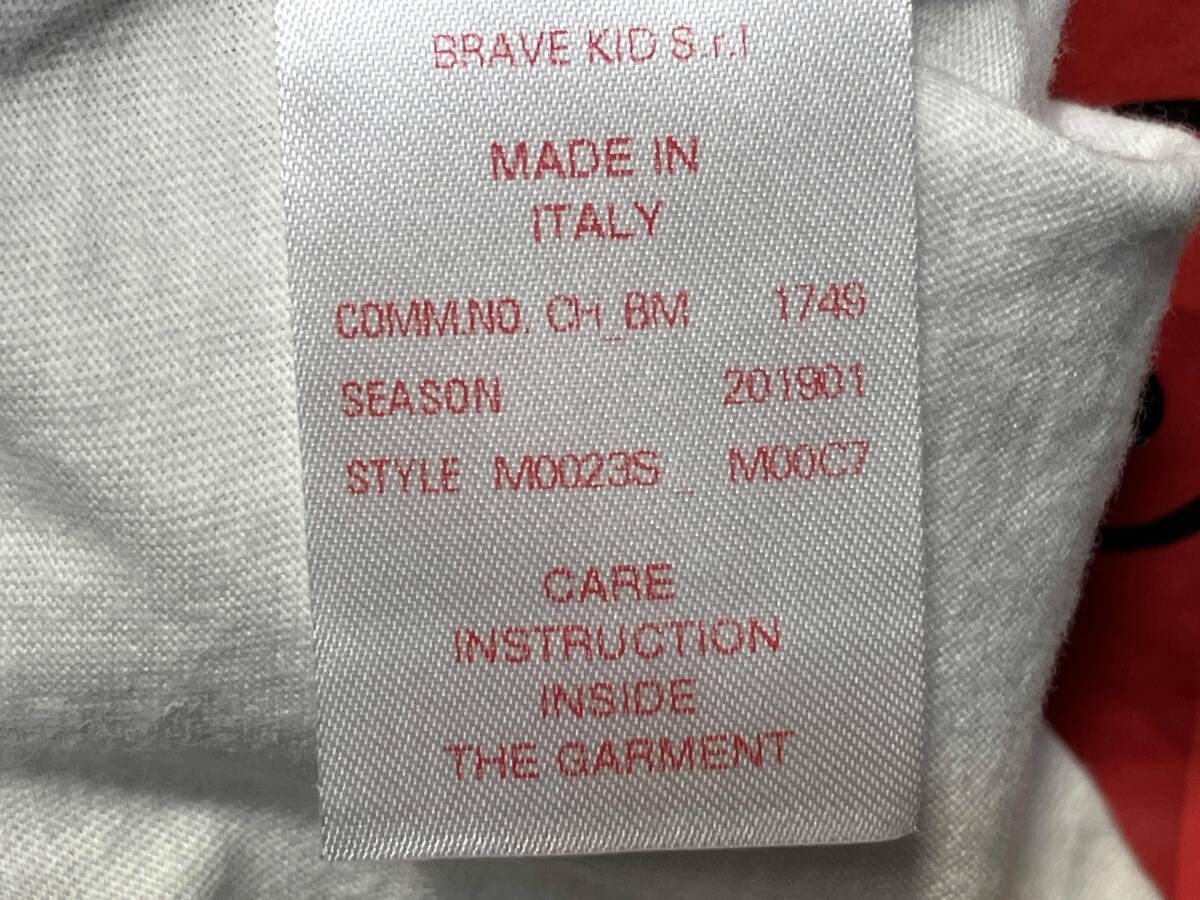 BRAVE KID S.r.l
MADE IN
ITALY
COMM.NO. CH_BM 1749
SEASON 201901
STYLE M0023S _ M00C7
CARE
INSTRUCTION
INSIDE
THE GARMENT